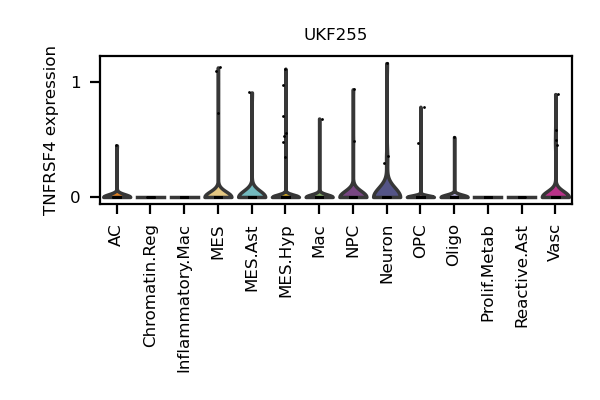 UKF255
TNFRSF4 expression
1
0
AC
Chromatin.Reg
Inflammatory.Mac
MES
MES.Ast
MES.Hyp
Mac
NPC
Neuron
OPC
Oligo
Prolif.Metab
Reactive.Ast
Vasc